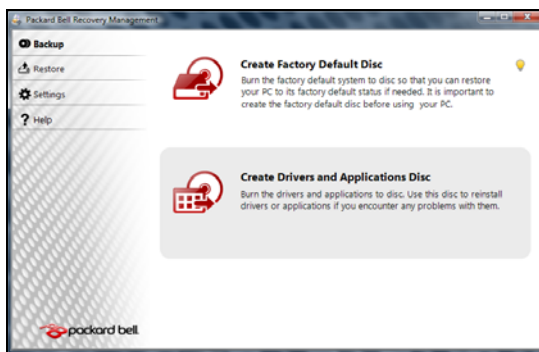 Packard Bell Recovery Management
Backup
Restore
Settings
Help
Create Factory Default Disc
Burn the factory default system to disc so that you can restore
your PC to its factory default status if needed. It is important to
create the factory default disc before using your PC.
Create Drivers and Applications Disc
Burn the drivers and applications to disc. Use this disc to reinstall
drivers or applications if you encounter any problems with them.
packard bell